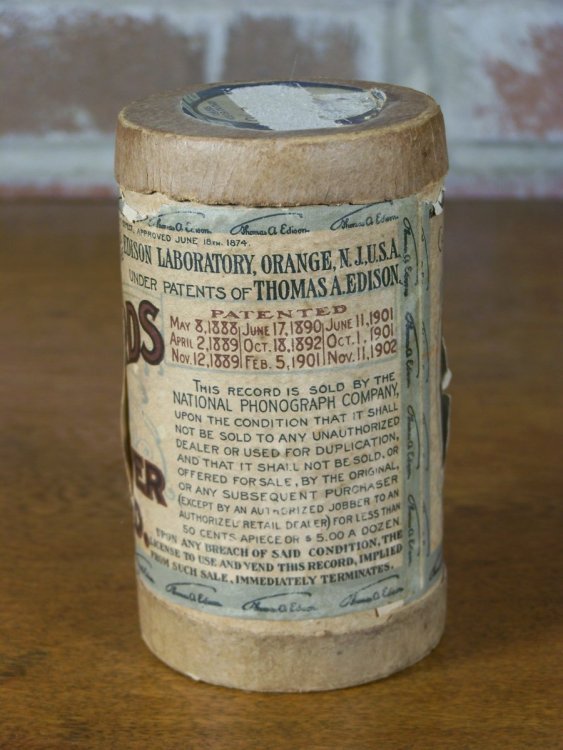 Thomas A. Edison Thomas A. Edison Thomas A. Edison
APPROVED JUNE 18TH, 1874.
EDISON LABORATORY, ORANGE, N.J., U.S.A.
UNDER PATENTS OF THOMAS A. EDISON.
DS
PATENTED
MAY 8, 1888 JUNE 17, 1890 JUNE 11, 1901
APRIL 2, 1889 OCT. 18, 1892 OCT. 1, 1901
NOV. 12, 1889 FEB. 5, 1901 NOV. 11, 1902
THIS RECORD IS SOLD BY THE
NATIONAL PHONOGRAPH COMPANY,
UPON THE CONDITION THAT IT SHALL
NOT BE SOLD TO ANY UNAUTHORIZED
DEALER OR USED FOR DUPLICATION,
AND THAT IT SHALL NOT BE SOLD, OR
OFFERED FOR SALE, BY THE ORIGINAL,
OR ANY SUBSEQUENT PURCHASER
(EXCEPT BY AN AUTHORIZED JOBBER TO AN
AUTHORIZED RETAIL DEALER) FOR LESS THAN
50 CENTS APIECE OR $5.00 A DOZEN.
UPON ANY BREACH OF SAID CONDITION, THE
LICENSE TO USE AND VEND THIS RECORD, IMPLIED
FROM SUCH SALE, IMMEDIATELY TERMINATES.
ER
Thomas A. Edison Thomas A. Edison Thomas A. Edison